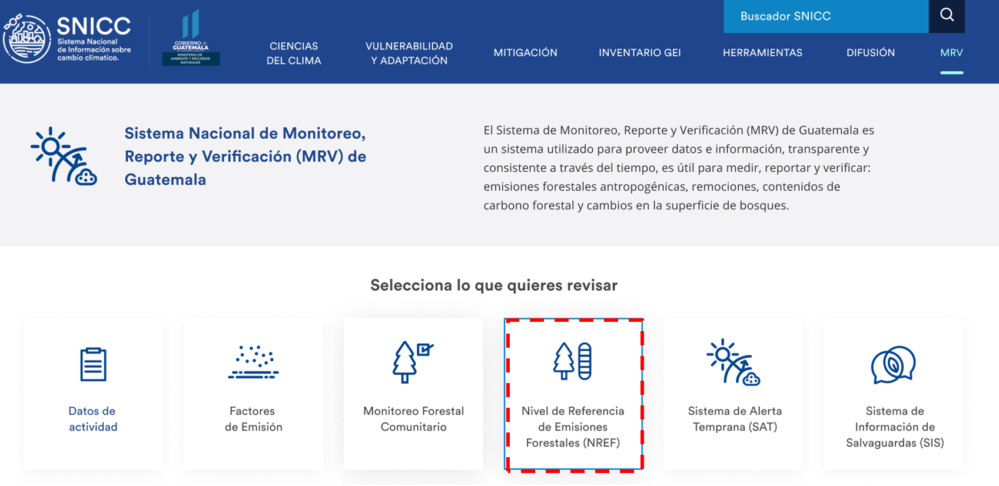 SNICC
Sistema Nacional
de Información sobre
cambio climatico.
GOBIERNO de
GUATEMALA
MINISTERIO DE
AMBIENTE Y RECURSOS
NATURALES
Buscador SNICC
CIENCIAS
DEL CLIMA
VULNERABILIDAD
Y ADAPTACIÓN
MITIGACIÓN
INVENTARIO GEI
HERRAMIENTAS
DIFUSIÓN
MRV
Sistema Nacional de Monitoreo,
Reporte y Verificación (MRV) de
Guatemala
El Sistema de Monitoreo, Reporte y Verificación (MRV) de Guatemala es
un sistema utilizado para proveer datos e información, transparente y
consistente a través del tiempo, es útil para medir, reportar y verificar:
emisiones forestales antropogénicas, remociones, contenidos de
carbono forestal y cambios en la superficie de bosques.
Selecciona lo que quieres revisar
Datos de
actividad
Factores
de Emisión
Monitoreo Forestal
Comunitario
Nivel de Referencia
de Emisiones
Forestales (NREF)
Sistema de Alerta
Temprana (SAT)
Sistema de
Información de
Salvaguardas (SIS)